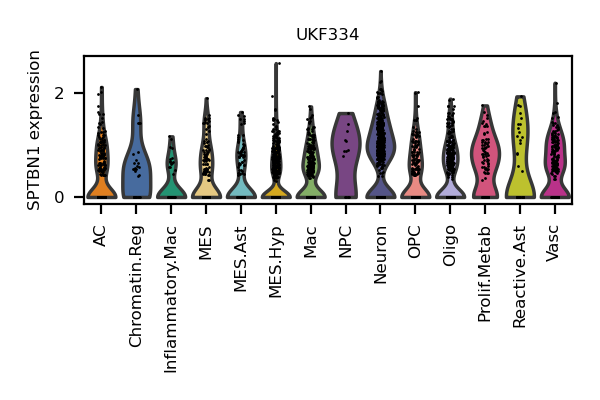 UKF334
SPTBN1 expression
2
0
AC
Chromatin.Reg
Inflammatory.Mac
MES
MES.Ast
MES.Hyp
Mac
NPC
Neuron
OPC
Oligo
Prolif.Metab
Reactive.Ast
Vasc